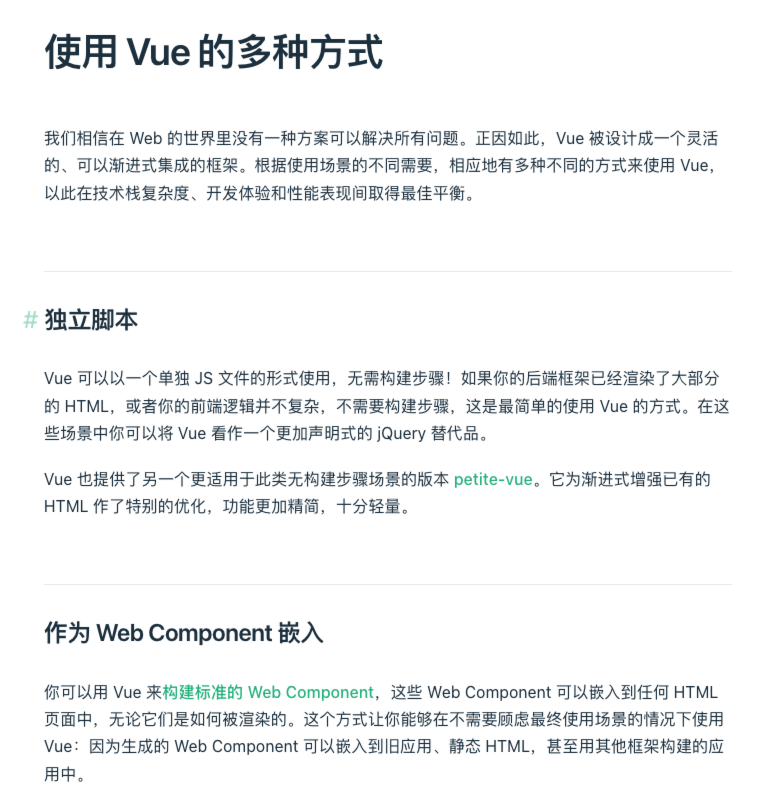 使用 Vue 的多种方式
我们相信在 Web 的世界里没有一种方案可以解决所有问题。正因如此，Vue 被设计成一个灵活
的、可以渐进式集成的框架。根据使用场景的不同需要，相应地有多种不同的方式来使用 Vue，
以此在技术栈复杂度、开发体验和性能表现间取得最佳平衡。
# 独立脚本
Vue 可以以一个单独 JS 文件的形式使用，无需构建步骤！如果你的后端框架已经渲染了大部分
的 HTML，或者你的前端逻辑并不复杂，不需要构建步骤，这是最简单的使用 Vue 的方式。在这
些场景中你可以将 Vue 看作一个更加声明式的 jQuery 替代品。
Vue 也提供了另一个更适用于此类无构建步骤场景的版本 petite-vue。它为渐进式增强已有的
HTML 作了特别的优化，功能更加精简，十分轻量。
作为 Web Component 嵌入
你可以用 Vue 来构建标准的 Web Component，这些 Web Component 可以嵌入到任何 HTML
页面中，无论它们是如何被渲染的。这个方式让你能够在不需要顾虑最终使用场景的情况下使用
Vue：因为生成的 Web Component 可以嵌入到旧应用、静态 HTML，甚至用其他框架构建的应
用中。